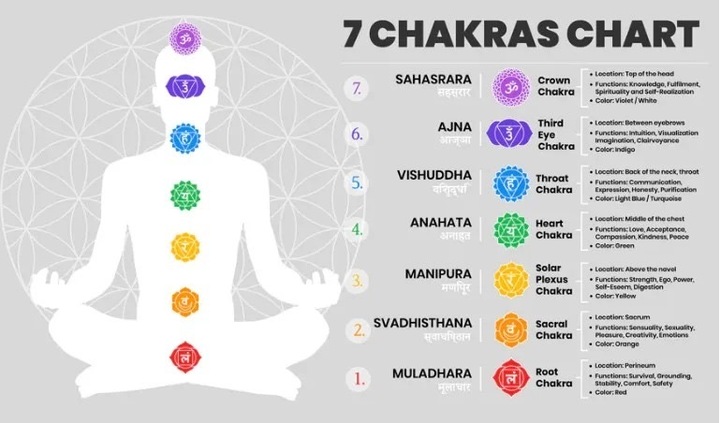 7 CHAKRAS CHART
7.
SAHASRARA
सहस्रार
ॐ
Crown
Chakra
• Location: Top of the head
• Functions: Knowledge, Fulfilment,
Spirituality and Self-Realization
• Color: Violet / White
6.
AJNA
Third
Eye
Chakra
• Location: Between eyebrows
• Functions: Intuition, Visualization
Imagination, Clairvoyance
• Color: Indigo
5.
VISHUDDHA
हं
Throat
Chakra
• Location: Back of the neck, throat
• Functions: Communication,
Expression, Honesty, Purification
• Color: Light Blue / Turquoise
4.
ANAHATA
अनाहत
यं
Heart
Chakra
• Location: Middle of the chest
• Functions: Love, Acceptance,
Compassion, Kindness, Peace
• Color: Green
3.
MANIPURA
रं
Solar
Plexus
Chakra
• Location: Above the navel
• Functions: Strength, Ego, Power,
Self-Esteem, Digestion
• Color: Yellow
2.
SVADHISTHANA
वं
Sacral
Chakra
• Location: Sacrum
• Functions: Sensuality, Sexuality,
Pleasure, Creativity, Emotions
• Color: Orange
1.
MULADHARA
लं
Root
Chakra
• Location: Perineum
• Functions: Survival, Grounding,
Stability, Comfort, Safety
• Color: Red
ॐ
हं
यं
रं
वं
लं